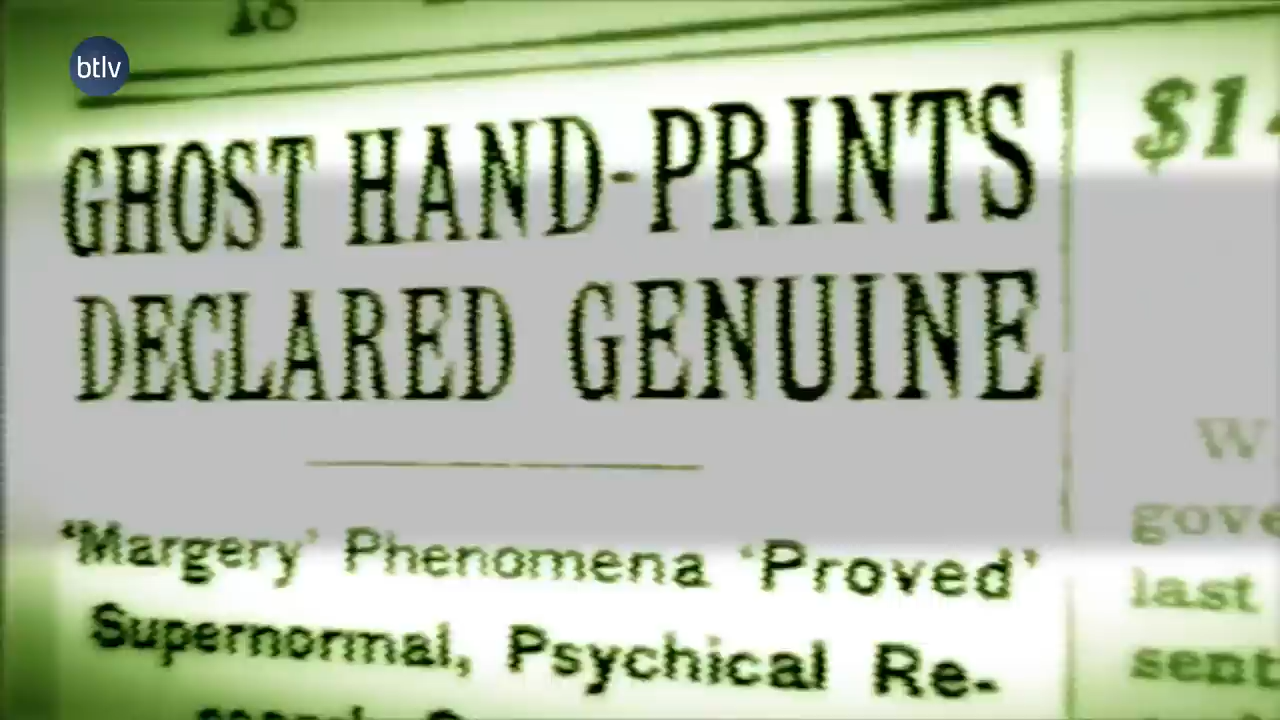 18
btlv
GHOST HAND-PRINTS
DECLARED GENUINE
'Margery' Phenomena 'Proved'
Supernormal, Psychical Re-
$1
W
gove
last
sent